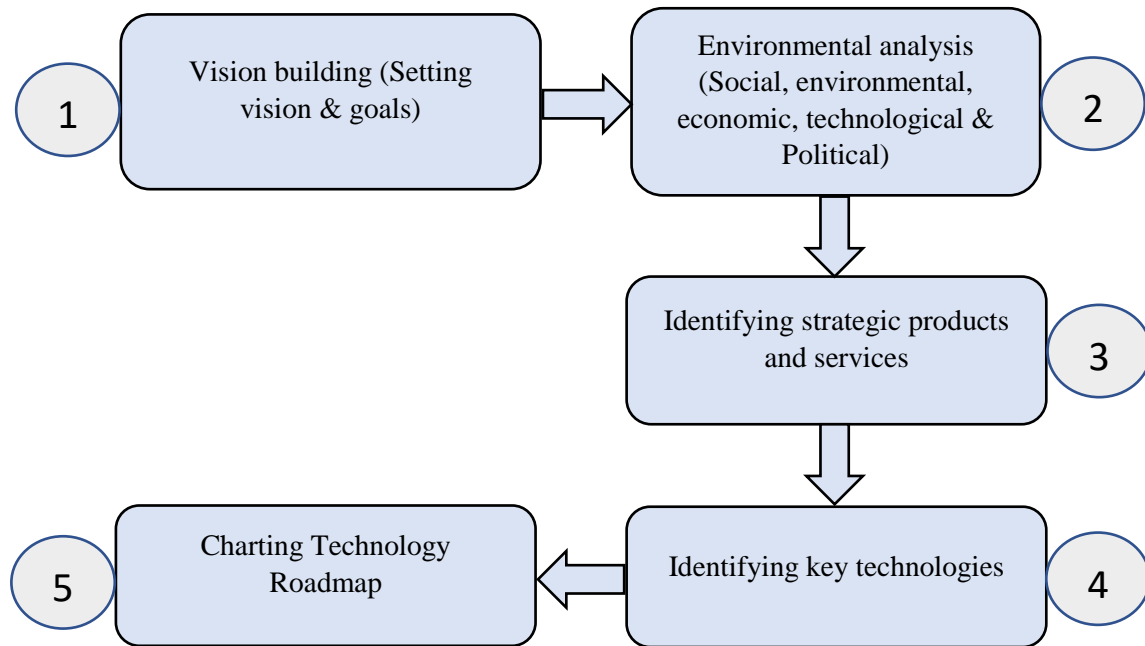 1
Vision building (Setting
vision & goals)
Environmental analysis
(Social, environmental,
economic, technological &
Political)
2
Identifying strategic products
and services
3
Identifying key technologies
4
Charting Technology
Roadmap
5